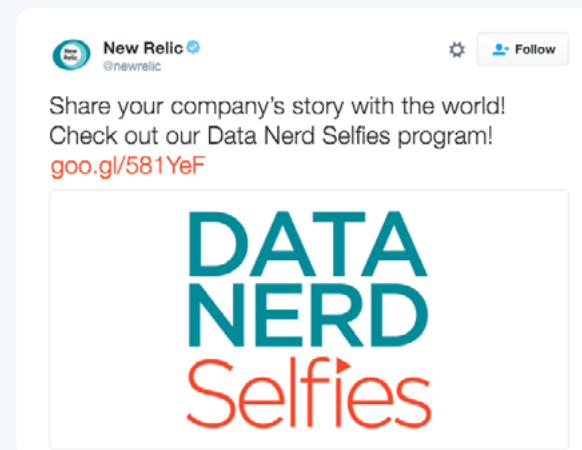 New Relic
New Relic
@newrelic
Follow
Share your company's story with the world!
Check out our Data Nerd Selfies program!
goo.gl/581YeF
DATA
NERD
Selfies